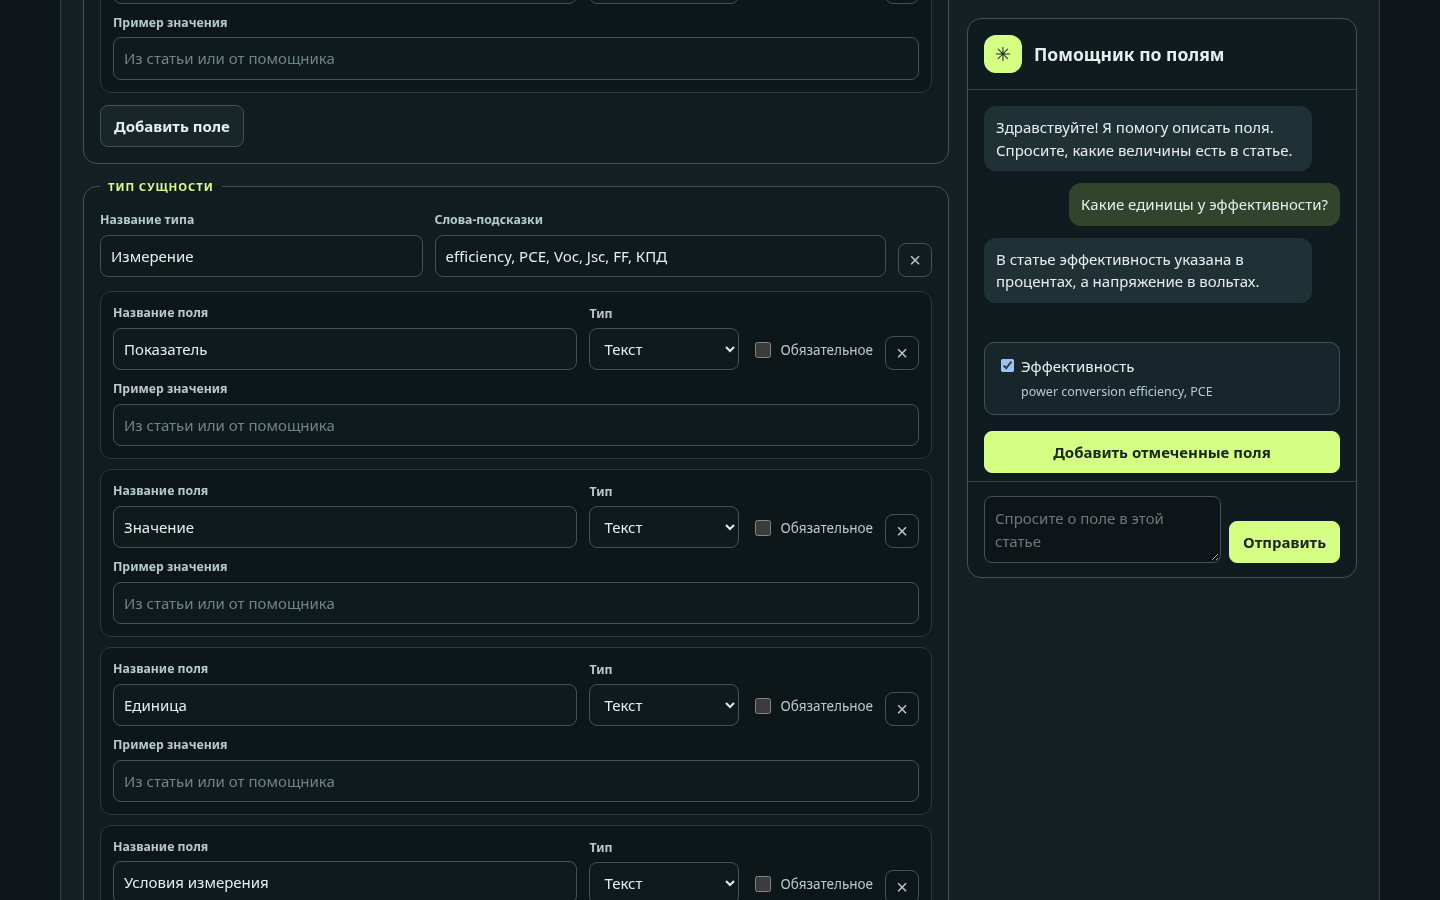 Пример значения
Из статьи или от помощника
Добавить поле
ТИП СУЩНОСТИ
Название типа
Слова-подсказки
Измерение
efficiency, PCE, Voc, Jsc, FF, КПД
×
Название поля
Тип
Показатель
Текст
Обязательное
×
Пример значения
Из статьи или от помощника
Название поля
Тип
Значение
Текст
Обязательное
×
Пример значения
Из статьи или от помощника
Название поля
Тип
Единица
Текст
Обязательное
×
Пример значения
Из статьи или от помощника
Название поля
Тип
Условия измерения
Текст
Обязательное
×
Помощник по полям
Здравствуйте! Я помогу описать поля.
Спросите, какие величины есть в статье.
Какие единицы у эффективности?
В статье эффективность указана в
процентах, а напряжение в вольтах.
Эффективность
power conversion efficiency, PCE
Добавить отмеченные поля
Спросите о поле в этой
статье
Отправить